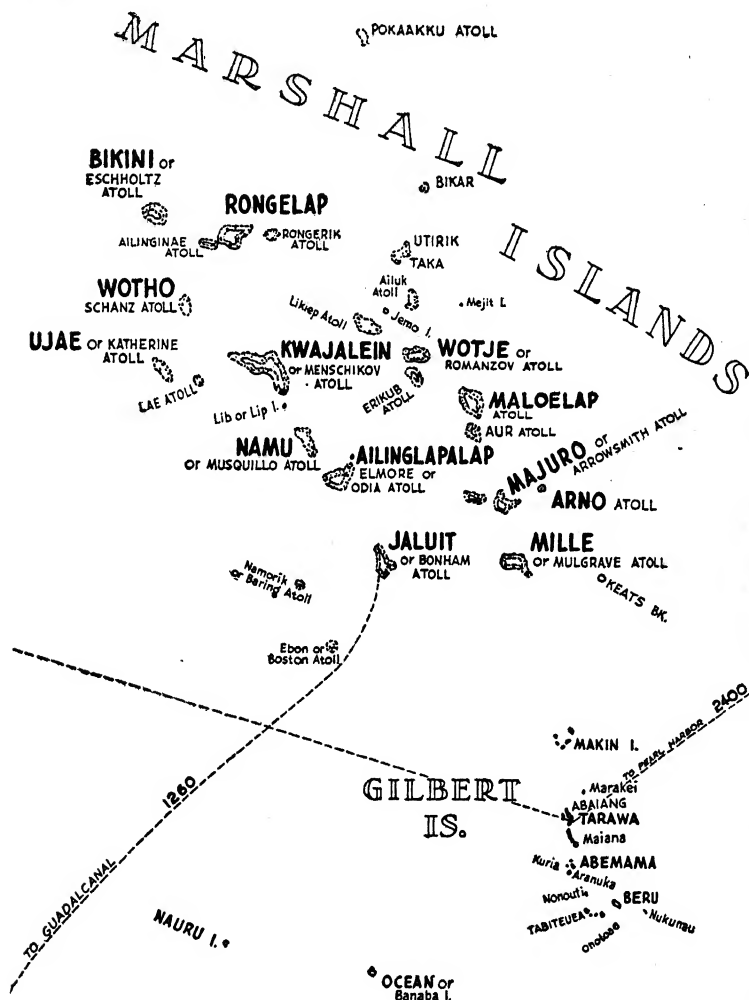 MARSHALL
ISLANDS
POKAAKKU ATOLL
BIKINI or
ESCHHOLTZ
ATOLL
BIKAR
RONGELAP
AILINGINAE
ATOLL
RONGERIK
ATOLL
UTIRIK
TAKA
Ailuk
Atoll
Mejit I.
WOTHO
SCHANZ ATOLL
Likiep Atoll
Jemo I.
UJAE or KATHERINE
ATOLL
LAE ATOLL
KWAJALEIN
or MENSCHIKOV
ATOLL
WOTJE or
ROMANZOV ATOLL
ERIKUB
ATOLL
Lib or Lip I.
MALOELAP
ATOLL
AUR ATOLL
NAMU
or MUSQUILLO ATOLL
AILINGLAPALAP
ELMORE or
ODIA ATOLL
MAJURO or
ARROWSMITH ATOLL
ARNO ATOLL
JALUIT
or BONHAM
ATOLL
MILLE
or MULGRAVE ATOLL
KEATS BK.
Namorik
or Baring Atoll
Ebon or
Boston Atoll
TO PEARL HARBOR 2400
MAKIN I.
GILBERT
IS.
Marakei
ABAIANG
TARAWA
Maiana
Kuria
ABEMAMA
Aranuka
Nonouti
BERU
TABITEUEA
Nukunau
Onotoae
TO GUADALCANAL
1260
NAURU I.
OCEAN or
Banaba I.